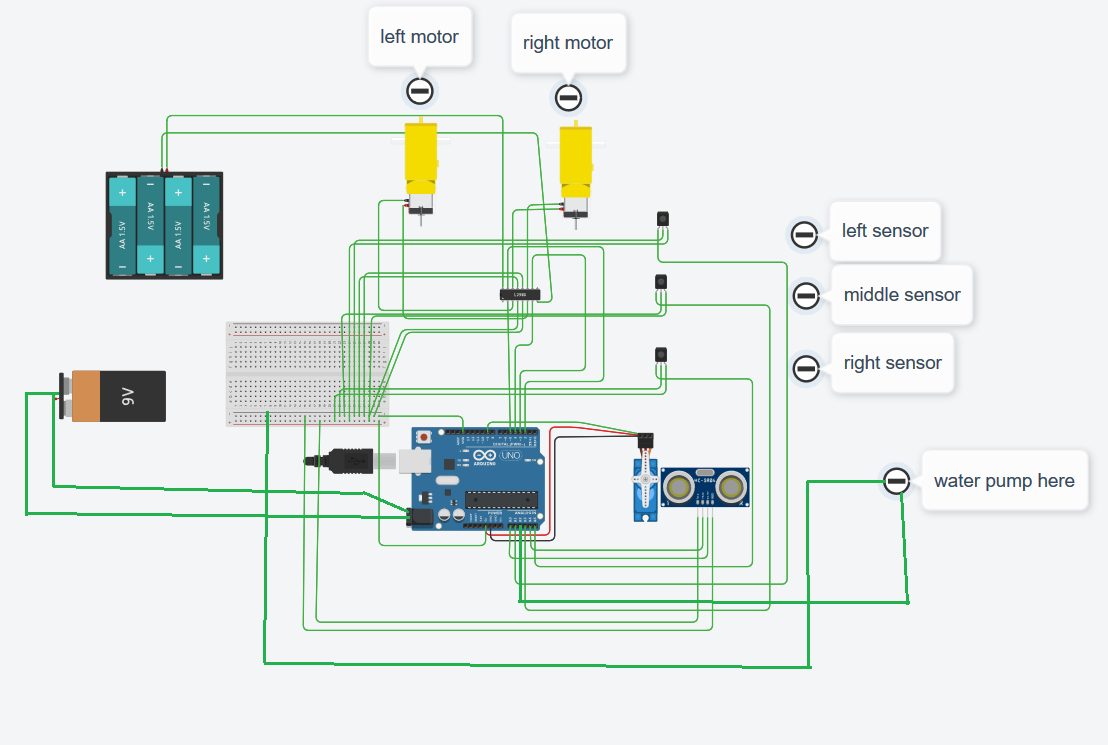 left motor
right motor
AA 1.5V
AA 1.5V
AA 1.5V
AA 1.5V
left sensor
middle sensor
right sensor
9V
UNO
ARDUINO
HC-SR04
water pump here